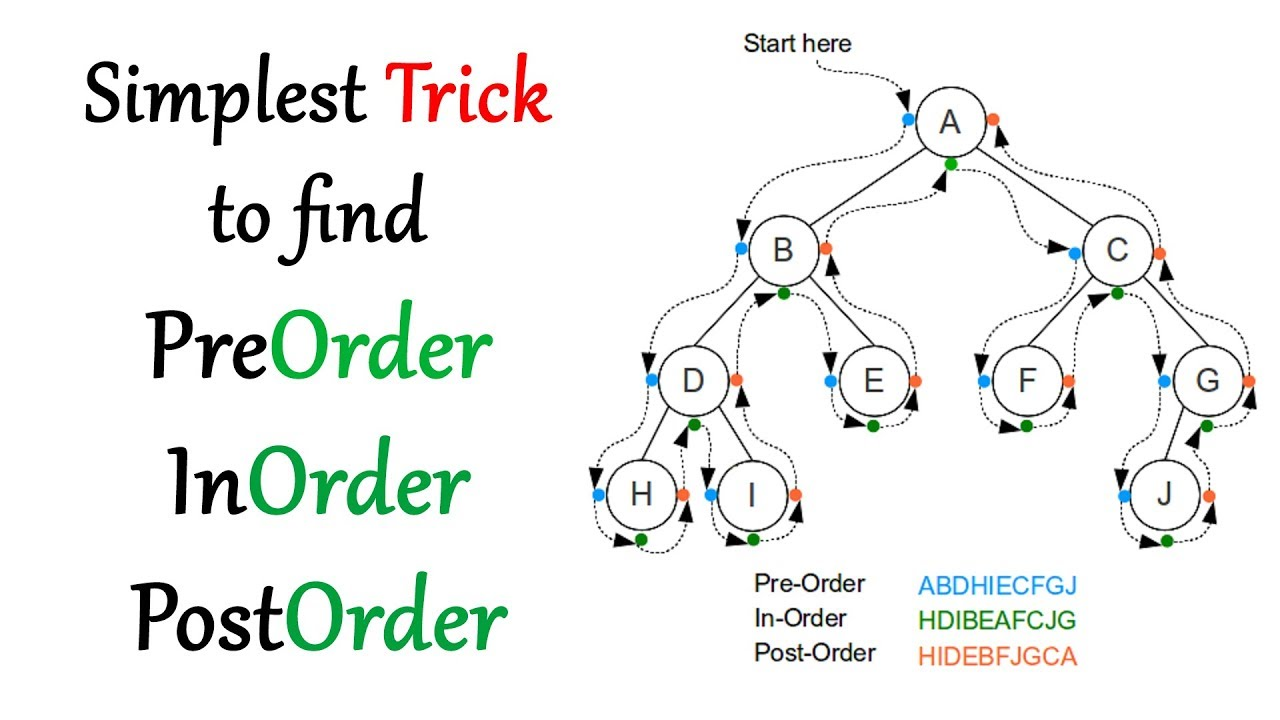 Simplest Trick
to find
PreOrder
InOrder
PostOrder
Start here
A
B
C
D
E
F
G
H
I
J
Pre-Order ABDHIECFGJ
In-Order HDIBEAFCJG
Post-Order HIDEBFJGCA